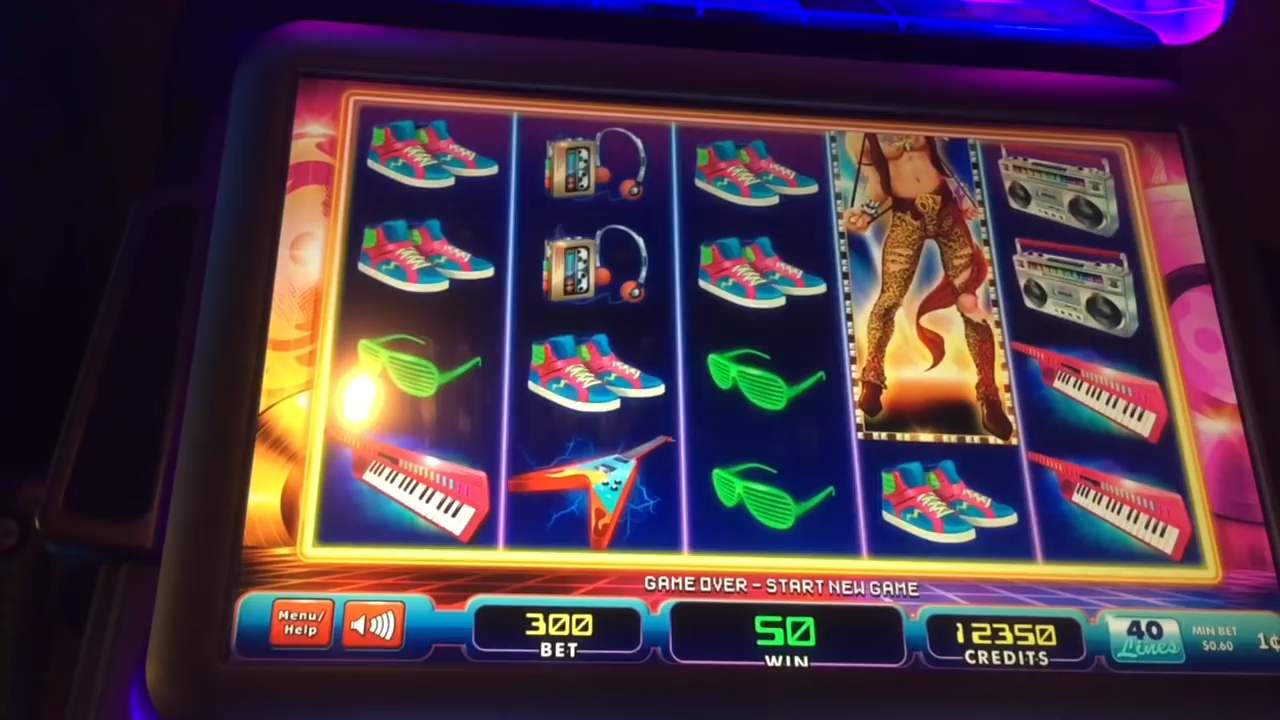 GAME OVER - START NEW GAME
Menu/
Help
300
BET
50
WIN
12350
CREDITS
40
Lines
MIN BET
$0.60
1¢